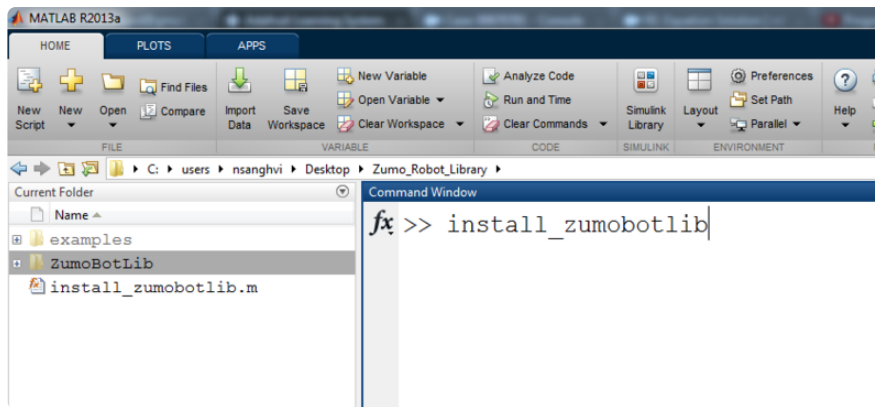 MATLAB R2013a
HOME PLOTS APPS
New Script
New
Open
Find Files
Compare
Import Data
Save Workspace
New Variable
Open Variable
Clear Workspace
Analyze Code
Run and Time
Clear Commands
Simulink Library
Layout
Preferences
Set Path
Parallel
Help
FILE VARIABLE CODE SIMULINK ENVIRONMENT
C: users nsanghvi Desktop Zumo_Robot_Library
Current Folder
Name
examples
ZumoBotLib
install_zumobotlib.m
Command Window
fx >> install_zumobotlib